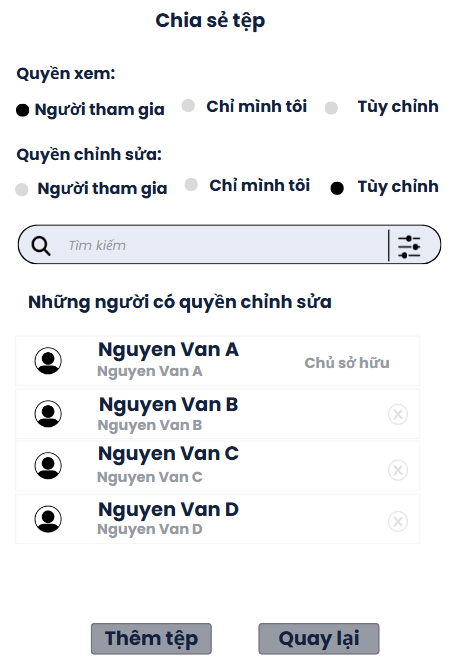 Chia sẻ tệp
Quyền xem:
Người tham gia Chỉ mình tôi Tùy chỉnh
Quyền chỉnh sửa:
Người tham gia Chỉ mình tôi Tùy chỉnh
Tìm kiếm
Những người có quyền chỉnh sửa
Nguyen Van A
Nguyen Van A Chủ sở hữu
Nguyen Van B
Nguyen Van B
Nguyen Van C
Nguyen Van C
Nguyen Van D
Nguyen Van D
Thêm tệp Quay lại